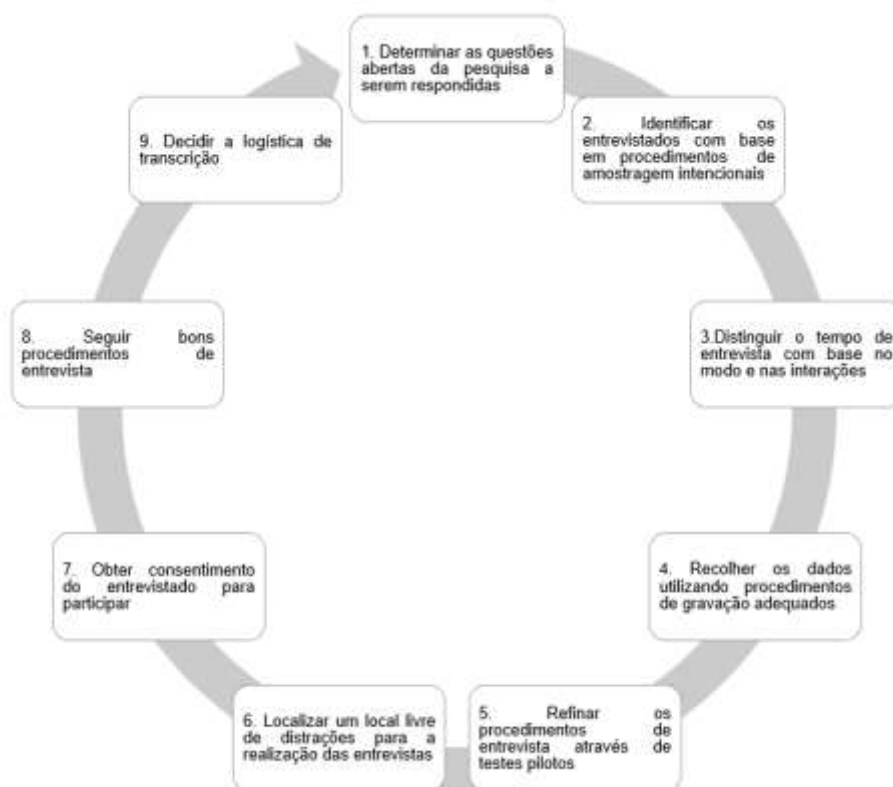 1. Determinar as questões
abertas da pesquisa a
serem respondidas
2. Identificar os
entrevistados com base
em procedimentos de
amostragem intencionais
3.Distinguir o tempo de
entrevista com base no
modo e nas interações
4. Recolher os dados
utilizando procedimentos
de gravação adequados
5. Refinar os
procedimentos de
entrevista através de
testes pilotos
6. Localizar um local livre
de distrações para a
realização das entrevistas
7. Obter consentimento
do entrevistado para
participar
8. Seguir bons
procedimentos de
entrevista
9. Decidir a logística de
transcrição